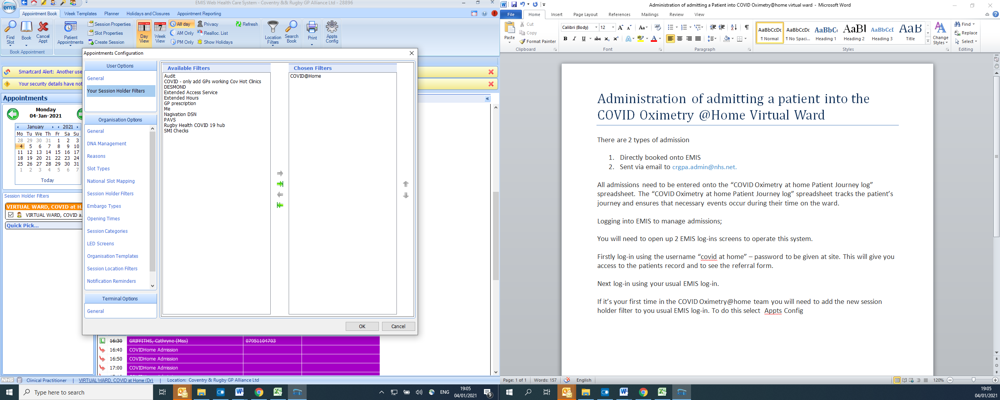 EMIS Web Health Care System - Coventry && Rugby GP Alliance Ltd - 28896
emis
Appointment Book
Week Templates
Planner
Holidays and Closures
Appointment Reporting
Find Slot
Book
Cancel Appt
Book Appointment
Patient Appointments
Session Properties
Slot Properties
Create Session
1
Day View
7
Week View
All day
AM Only
PM Only
Privacy
Realloc. List
Show Holidays
Refresh
Location Filters
Search Book
Print
Appts Config
Smartcard Alert: Another use
Your security details have not
Appointments
Monday
04-Jan-2021
January 2021
Mo Tu We Th Fr Sa Su
28 29 30 31 1 2 3
4 5 6 7 8 9 10
11 12 13 14 15 16 17
18 19 20 21 22 23 24
25 26 27 28 29 30 31
1 2 3 4 5 6 7
Today
Session Holder Filters
VIRTUAL WARD, COVID at H.
VIRTUAL WARD, COVID a.
Quick Pick...
Appointments Configuration
User Options
General
Your Session Holder Filters
Organisation Options
General
DNA Management
Reasons
Slot Types
National Slot Mapping
Session Holder Filters
Embargo Types
Opening Times
Session Categories
LED Screens
Organisation Templates
Session Location Filters
Notification Reminders
Terminal Options
General
Available Filters
Audit
COVID - only add GPs working Cov Hot Clinics
DESMOND
Extended Access Service
Extended Hours
GP prescription
Me
Nagivation DSN
PAVS
Rugby Health COVID 19 hub
SMI Checks
Chosen Filters
COVID@Home
OK
Cancel
16:30 GRIFFITHS, Cathryne (Miss) 07951104703
16:40 COVIDHome Admission
16:50 COVIDHome Admission
17:00 COVIDHome Admission
NHS Clinical Practitioner | VIRTUAL WARD, COVID at Home (Dr) | Location: Coventry & Rugby GP Alliance Ltd
Type here to search
ENG
19:05
04/01/2021
9
Administration of admitting a Patient into COVID Oximetry@home virtual ward - Microsoft Word
File
Home
Insert
Page Layout
References
Mailings
Review
View
Paste
Cut
Copy
Format Painter
Clipboard
Calibri (Body)
12
Font
Paragraph
AaBbCcDc
¶ Normal
AaBbCcDc
¶ No Spaci...
AaBbC
Heading 1
AaBl
Heading 2
AaBbCcI
Heading 3
AaB
Title
Change Styles
Styles
Find
Replace
Select
Editing
Administration of admitting a patient into the
COVID Oximetry @Home Virtual Ward
There are 2 types of admission
1. Directly booked onto EMIS
2. Sent via email to crgpa.admin@nhs.net.
All admissions need to be entered onto the “COVID Oximetry at home Patient Journey log”
spreadsheet. The “COVID Oximetry at home Patient Journey log” spreadsheet tracks the patient’s
journey and ensures that necessary events occur during their time on the ward.
Logging into EMIS to manage admissions;
You will need to open up 2 EMIS log-ins screens to operate this system.
Firstly log-in using the username “covid at home” – password to be given at site. This will give you
access to the patients record and to see the referral form.
Next log-in using your usual EMIS log-in.
If it’s your first time in the COVID Oximetry@home team you will need to add the new session
holder filter to you usual EMIS log-in. To do this select Appts Config
Page: 1 of 1
Words: 157
English
120%
19:05
04/01/2021